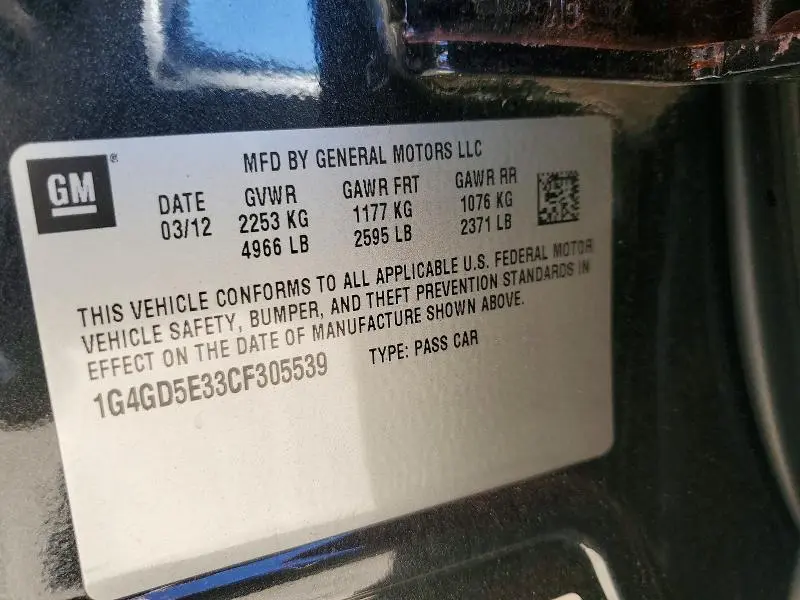 GM ®
MFD BY GENERAL MOTORS LLC
DATE GVWR GAWR FRT GAWR RR
03/12 2253 KG 1177 KG 1076 KG
4966 LB 2595 LB 2371 LB
THIS VEHICLE CONFORMS TO ALL APPLICABLE U.S. FEDERAL MOTOR
VEHICLE SAFETY, BUMPER, AND THEFT PREVENTION STANDARDS IN
EFFECT ON THE DATE OF MANUFACTURE SHOWN ABOVE.
1G4GD5E33CF305539 TYPE: PASS CAR